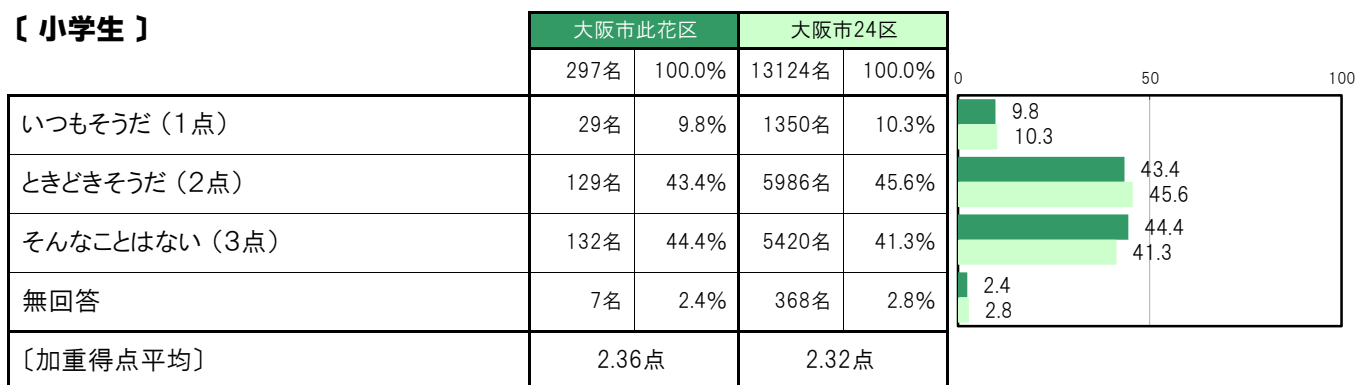 〔 小学生 〕
大阪市此花区 大阪市24区
297名 100.0% 13124名 100.0%
0 50 100
いつもそうだ（1点） 29名 9.8% 1350名 10.3%
9.8
10.3
ときどきそうだ（2点） 129名 43.4% 5986名 45.6%
43.4
45.6
そんなことはない（3点） 132名 44.4% 5420名 41.3%
44.4
41.3
無回答 7名 2.4% 368名 2.8%
2.4
2.8
〔加重得点平均〕 2.36点 2.32点